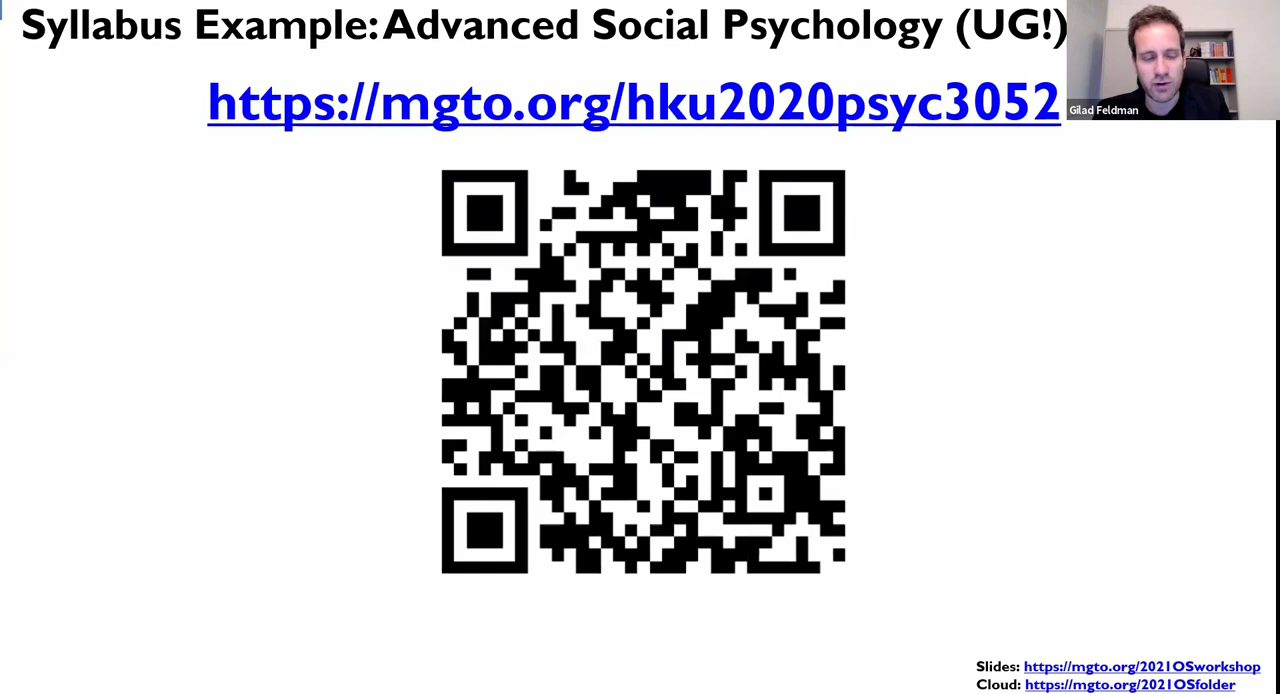 Syllabus Example: Advanced Social Psychology (UG!)
https://mgto.org/hku2020psyc3052
Gilad Feldman
Slides: https://mgto.org/2021OSworkshop
Cloud: https://mgto.org/2021OSfolder